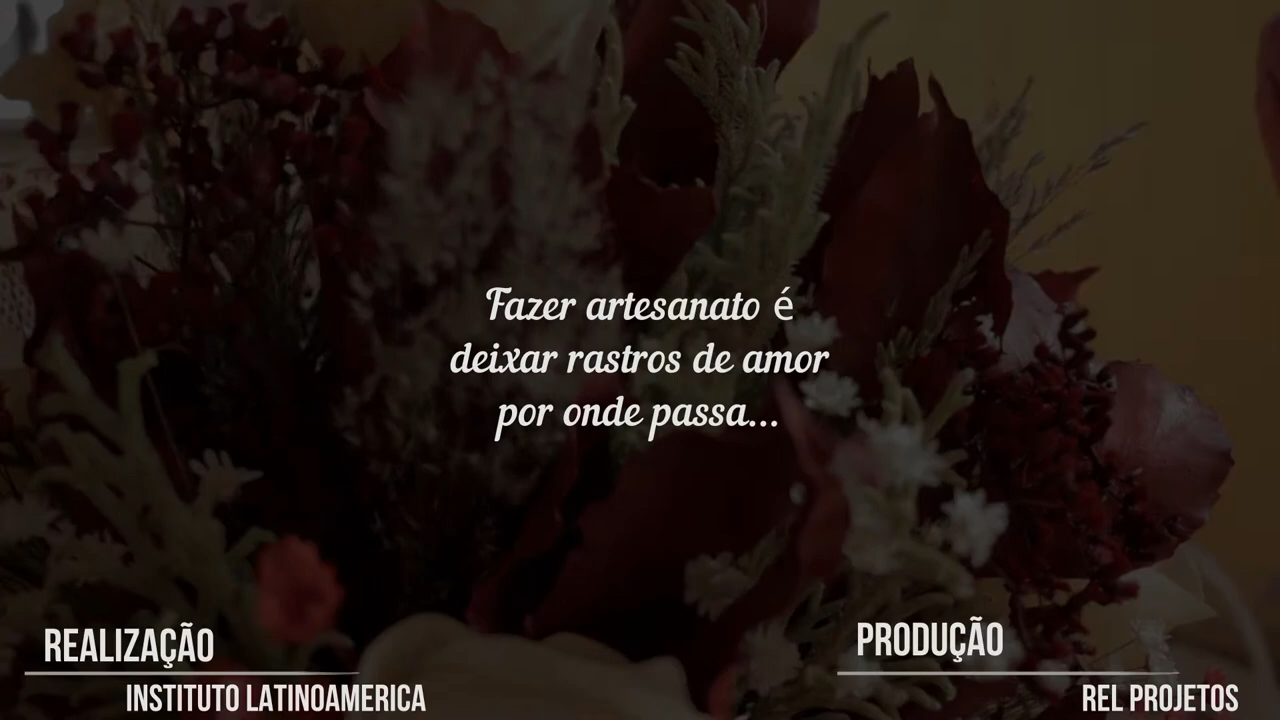 Fazer artesanato é
deixar rastros de amor
por onde passa...
REALIZAÇÃO
INSTITUTO LATINOAMERICA
PRODUÇÃO
REL PROJETOS